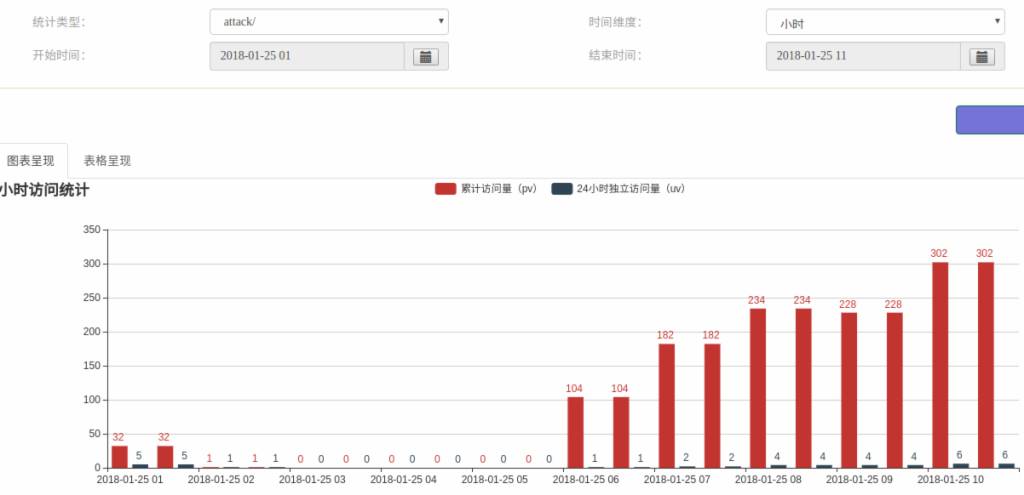 统计类型： attack/ 时间维度： 小时
开始时间： 2018-01-25 01 结束时间： 2018-01-25 11
图表呈现 表格呈现
小时访问统计 累计访问量（pv） 24小时独立访问量（uv）
350
300
250
200
150
100
50
0
32 5 32 5 1 1 1 1 0 0 0 0 0 0 0 0 0 0 0 0 104 1 104 1 182 2 182 2 234 4 234 4 228 4 228 4 302 6 302 6
2018-01-25 01 2018-01-25 02 2018-01-25 03 2018-01-25 04 2018-01-25 05 2018-01-25 06 2018-01-25 07 2018-01-25 08 2018-01-25 09 2018-01-25 10